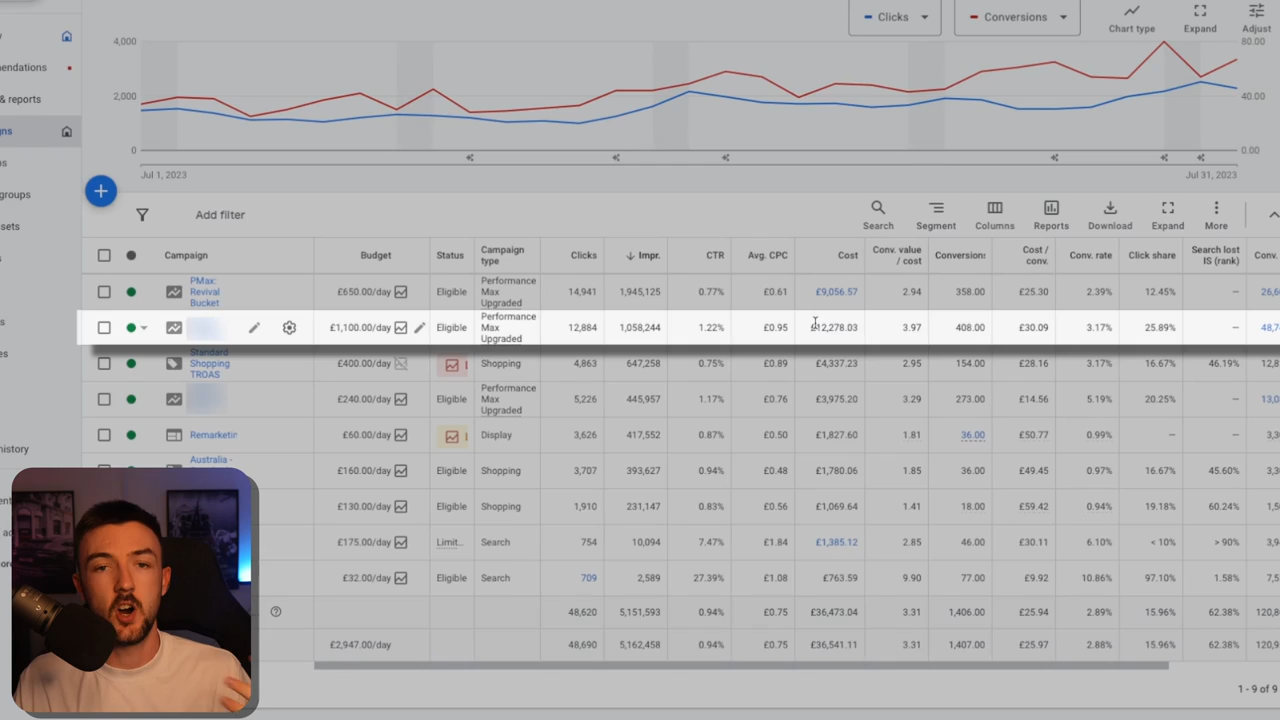 Clicks Conversions Chart type Expand Adjust
4,000 80.00
endations
2,000 40.00
& reports
0 0.00
Jul 1, 2023 Jul 31, 2023
groups
Add filter
Search Segment Columns Reports Download Expand More
sets
Campaign Budget Status Campaign type Clicks Impr. CTR Avg. CPC Cost Conv. value / cost Conversions Cost / conv. Conv. rate Click share Search lost IS (rank) Conv.
PMax: Revival Bucket £650.00/day Eligible Performance Max Upgraded 14,941 1,945,125 0.77% £0.61 £9,056.57 2.94 358.00 £25.30 2.39% 12.45% —
£1,100.00/day Eligible Performance Max Upgraded 12,884 1,058,244 1.22% £0.95 £12,278.03 3.97 408.00 £30.09 3.17% 25.89% — 48,7
Standard Shopping TROAS £400.00/day Shopping 4,863 647,258 0.75% £0.89 £4,337.23 2.95 154.00 £28.16 3.17% 16.67% 46.19% 12,8
£240.00/day Eligible Performance Max Upgraded 5,226 445,957 1.17% £0.76 £3,975.20 3.29 273.00 £14.56 5.19% 20.25% — 13,0
Remarketin £60.00/day Display 3,626 417,552 0.87% £0.50 £1,827.60 1.81 36.00 £50.77 0.99% — — 3,3
history
Australia - £160.00/day Eligible Shopping 3,707 393,627 0.94% £0.48 £1,780.06 1.85 36.00 £49.45 0.97% 16.67% 45.60%
£130.00/day Eligible Shopping 1,910 231,147 0.83% £0.56 £1,069.64 1.41 18.00 £59.42 0.94% 19.18% 60.24%
£175.00/day Limit... Search 754 10,094 7.47% £1.84 £1,385.12 2.85 46.00 £30.11 6.10% < 10% > 90% 3,9
£32.00/day Eligible Search 709 2,589 27.39% £1.08 £763.59 9.90 77.00 £9.92 10.86% 97.10% 1.58% 7,5
48,620 5,151,593 0.94% £0.75 £36,473.04 3.31 1,406.00 £25.94 2.89% 15.96% 62.38% 120,8
£2,947.00/day 48,690 5,162,458 0.94% £0.75 £36,541.11 3.31 1,407.00 £25.97 2.88% 15.96% 62.38% 120,9
1 - 9 of 9